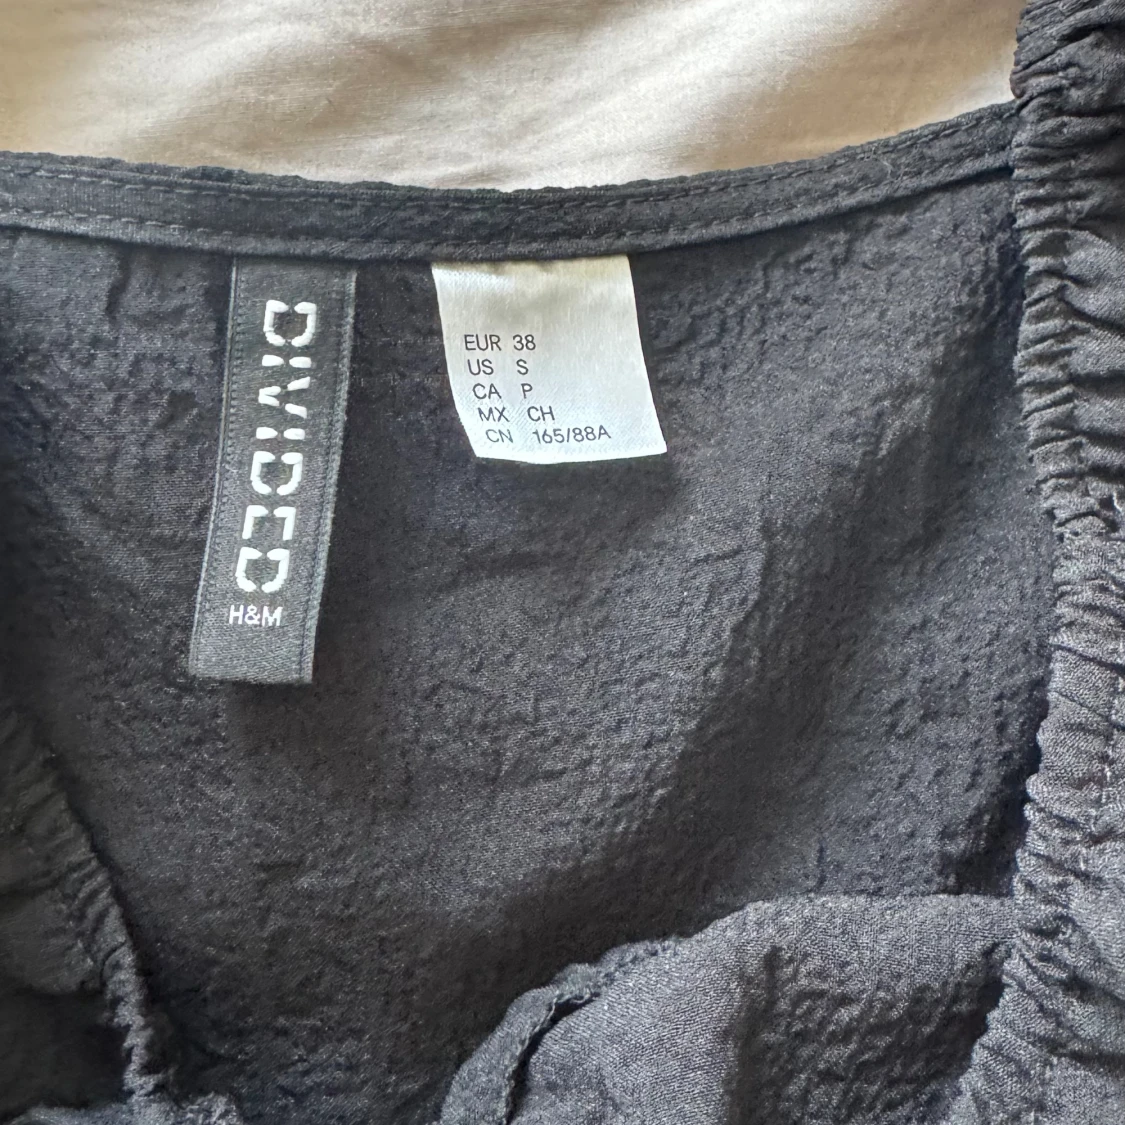 DIVIDED
H&M
EUR 38
US S
CA P
MX CH
CN 165/88A